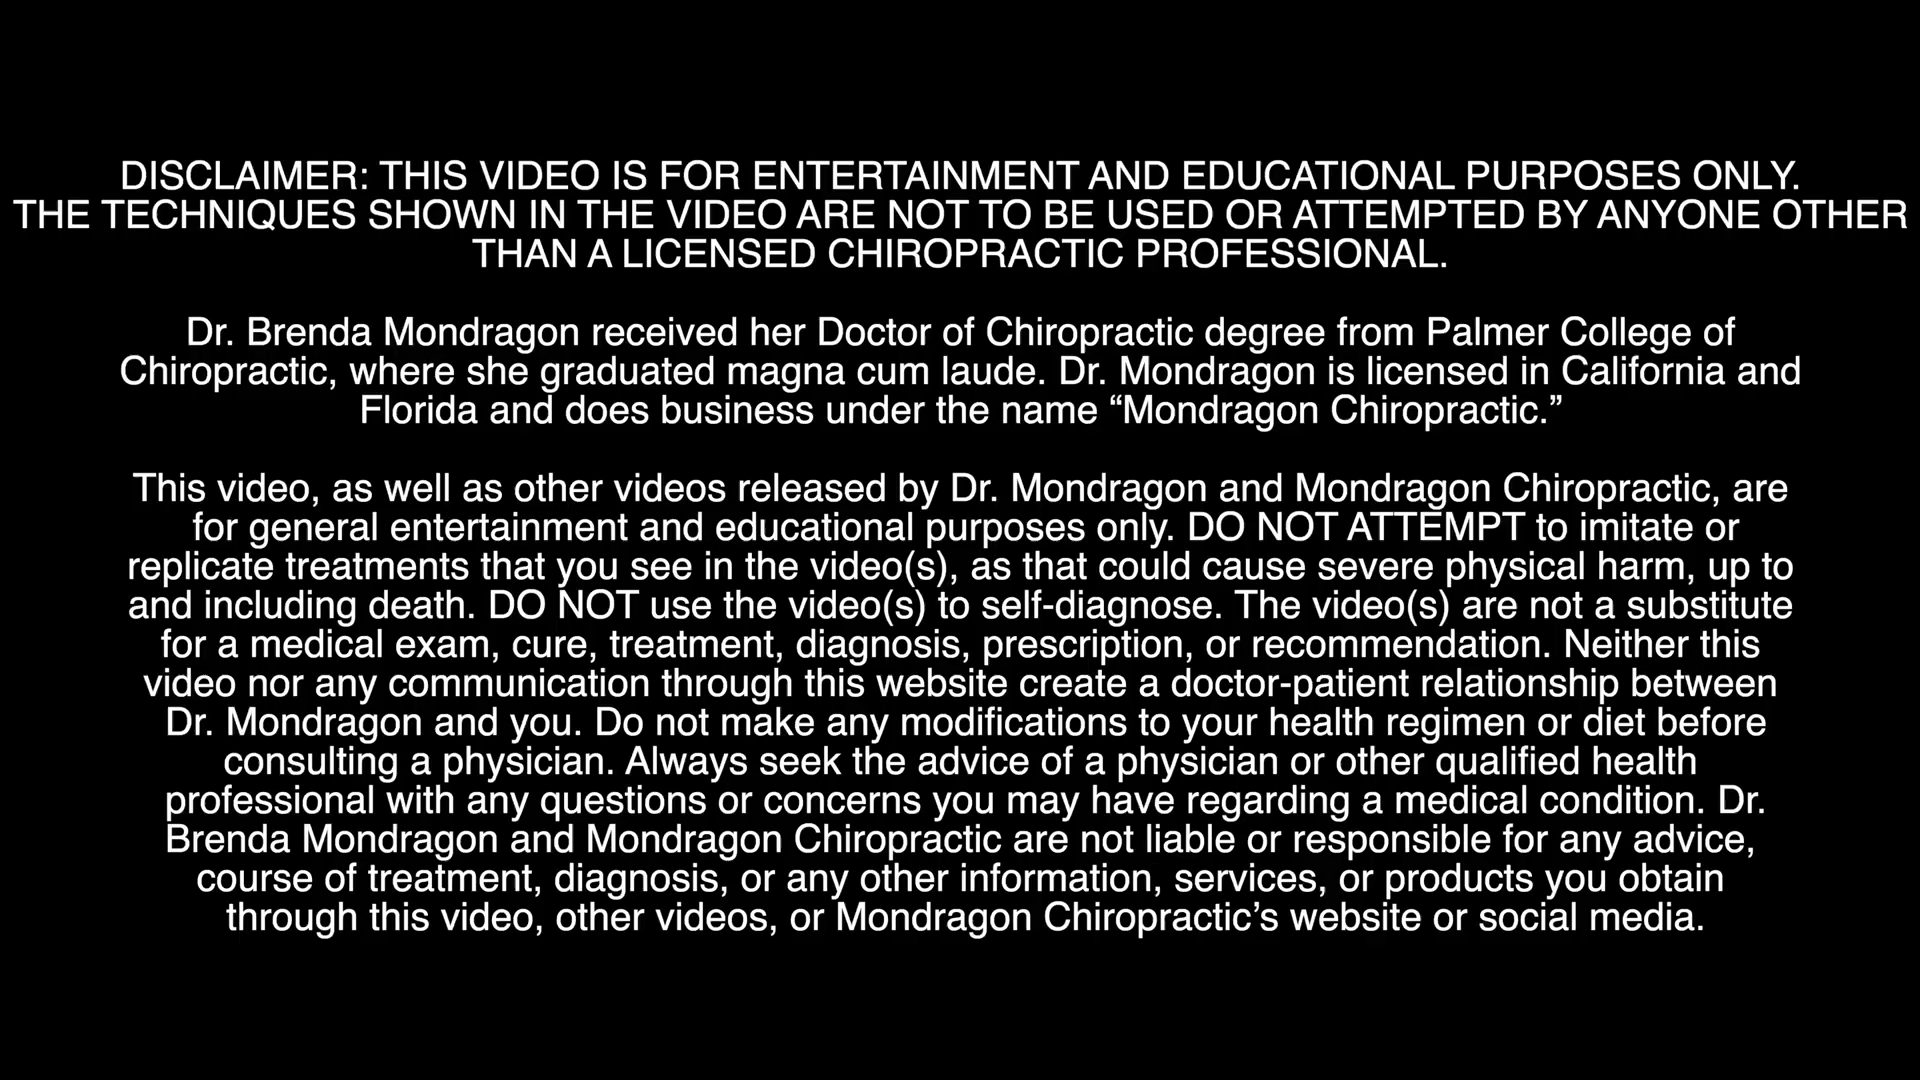 DISCLAIMER: THIS VIDEO IS FOR ENTERTAINMENT AND EDUCATIONAL PURPOSES ONLY.
THE TECHNIQUES SHOWN IN THE VIDEO ARE NOT TO BE USED OR ATTEMPTED BY ANYONE OTHER
THAN A LICENSED CHIROPRACTIC PROFESSIONAL.
Dr. Brenda Mondragon received her Doctor of Chiropractic degree from Palmer College of
Chiropractic, where she graduated magna cum laude. Dr. Mondragon is licensed in California and
Florida and does business under the name “Mondragon Chiropractic.”
This video, as well as other videos released by Dr. Mondragon and Mondragon Chiropractic, are
for general entertainment and educational purposes only. DO NOT ATTEMPT to imitate or
replicate treatments that you see in the video(s), as that could cause severe physical harm, up to
and including death. DO NOT use the video(s) to self-diagnose. The video(s) are not a substitute
for a medical exam, cure, treatment, diagnosis, prescription, or recommendation. Neither this
video nor any communication through this website create a doctor-patient relationship between
Dr. Mondragon and you. Do not make any modifications to your health regimen or diet before
consulting a physician. Always seek the advice of a physician or other qualified health
professional with any questions or concerns you may have regarding a medical condition. Dr.
Brenda Mondragon and Mondragon Chiropractic are not liable or responsible for any advice,
course of treatment, diagnosis, or any other information, services, or products you obtain
through this video, other videos, or Mondragon Chiropractic’s website or social media.